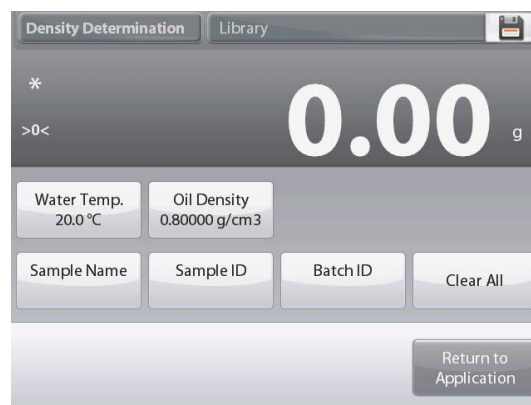 Density Determination Library
*
>0<
0.00 g
Water Temp. Oil Density
20.0 °C 0.80000 g/cm3
Sample Name Sample ID Batch ID Clear All
Return to
Application